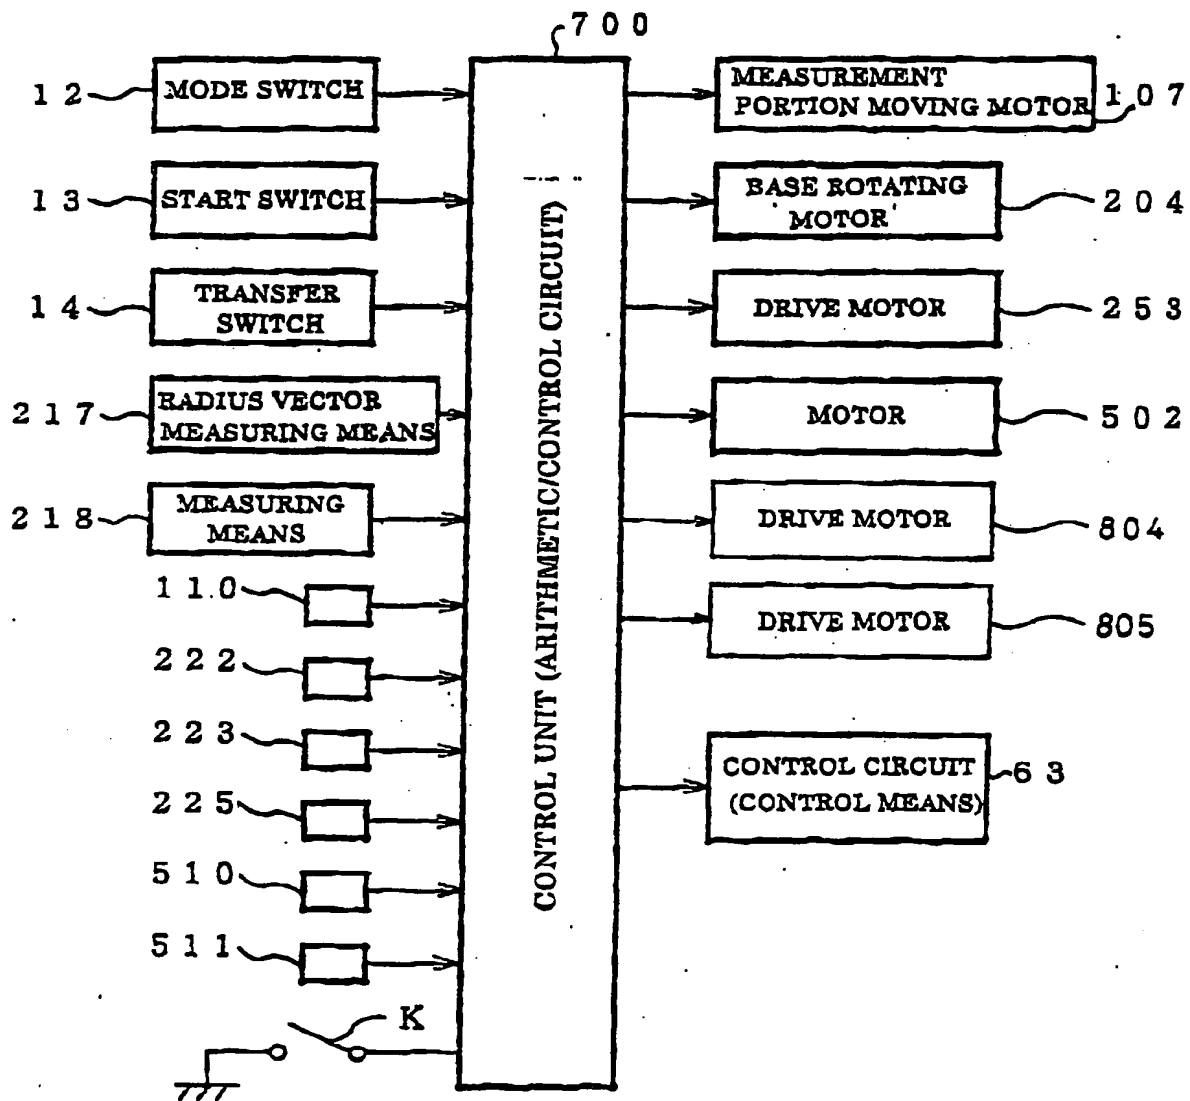 700
12
MODE SWITCH
13
START SWITCH
14
TRANSFER
SWITCH
217
RADIUS VECTOR
MEASURING MEANS
218
MEASURING
MEANS
110
222
223
225
510
511
K
CONTROL UNIT (ARITHMETIC/CONTROL CIRCUIT)
MEASUREMENT
PORTION MOVING MOTOR
107
BASE ROTATING
MOTOR
204
DRIVE MOTOR
253
MOTOR
502
DRIVE MOTOR
804
DRIVE MOTOR
805
CONTROL CIRCUIT
(CONTROL MEANS)
63